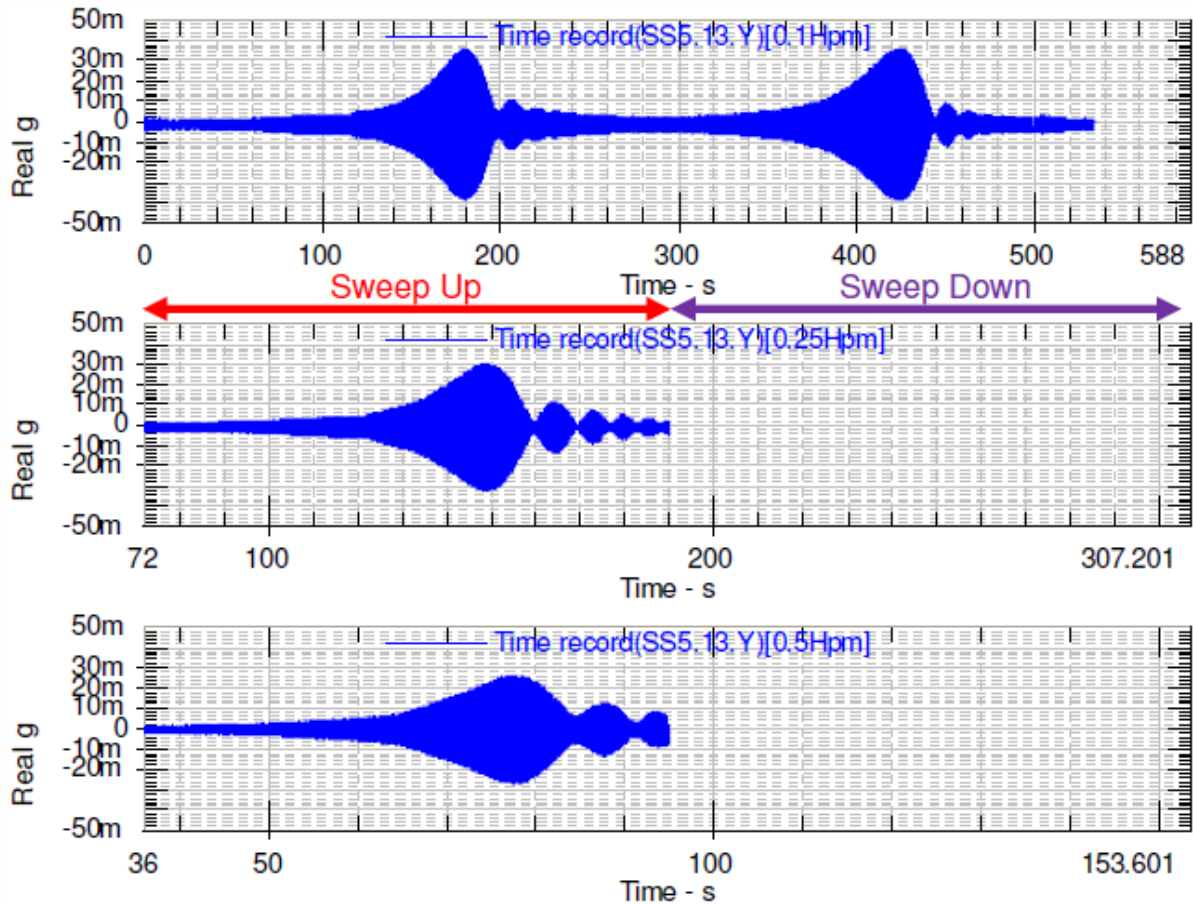 50m
Time record(SS5.13.Y)[0.1Hpm]
30m
20m
10m
0
-10m
-20m
-50m
Real g
0 100 200 300 400 500 588
Time - s
Sweep Up Sweep Down
50m
Time record(SS5.13.Y)[0.25Hpm]
30m
20m
10m
0
-10m
-20m
-50m
Real g
72 100 200 307.201
Time - s
50m
Time record(SS5.13.Y)[0.5Hpm]
30m
20m
10m
0
-10m
-20m
-50m
Real g
36 50 100 153.601
Time - s